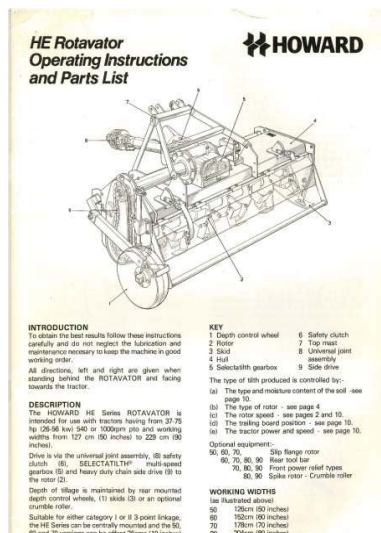 HE Rotavator
Operating Instructions
and Parts List
HOWARD
6
7
5
8
4
9
3
2
1
INTRODUCTION
To obtain the best results follow these instructions
carefully and do not neglect the lubrication and
maintenance necesary to keep the machine in good
working order.
All directions, left and right are given when
standing behind the ROTAVATOR and facing
towards the tractor.
DESCRIPTION
The HOWARD HE Series ROTAVATOR is
intended for use with tractors having from 37-75
hp (26-56 kw) 540 or 1000rpm pto and working
widths from 127 cm (50 inches) to 229 cm (90
inches).
Drive is via the universal joint assembly, (8) safety
clutch (6), SELECTATILTH® multi-speed
gearbox (5) and heavy duty chain side drive (9) to
the rotor (2).
Depth of tillage is maintained by rear mounted
depth control wheels, (1) skids (3) or an optional
crumble roller.
Suitable for either category I or II 3-point linkage,
the HE Series can be centrally mounted and the 50,
KEY
1 Depth control wheel
2 Rotor
3 Skid
4 Hull
5 Selectatilth gearbox
6 Safety clutch
7 Top mast
8 Universal joint
assembly
9 Side drive
The type of tilth produced is controlled by:-
(a) The type and moisture content of the soil -see
page 10.
(b) The type of rotor - see page 4
(c) The rotor speed - see pages 2 and 10.
(d) The trailing board position - see page 10.
(e) The tractor power and speed - see page 10.
Optional equipment:-
50, 60, 70, Slip flange rotor
60, 70, 80, 90 Rear tool bar
70, 80, 90 Front power relief types
80, 90 Spike rotor - Crumble roller
WORKING WIDTHS
(as illustrated above)
50 126cm (50 inches)
60 152cm (60 inches)
70 178cm (70 inches)